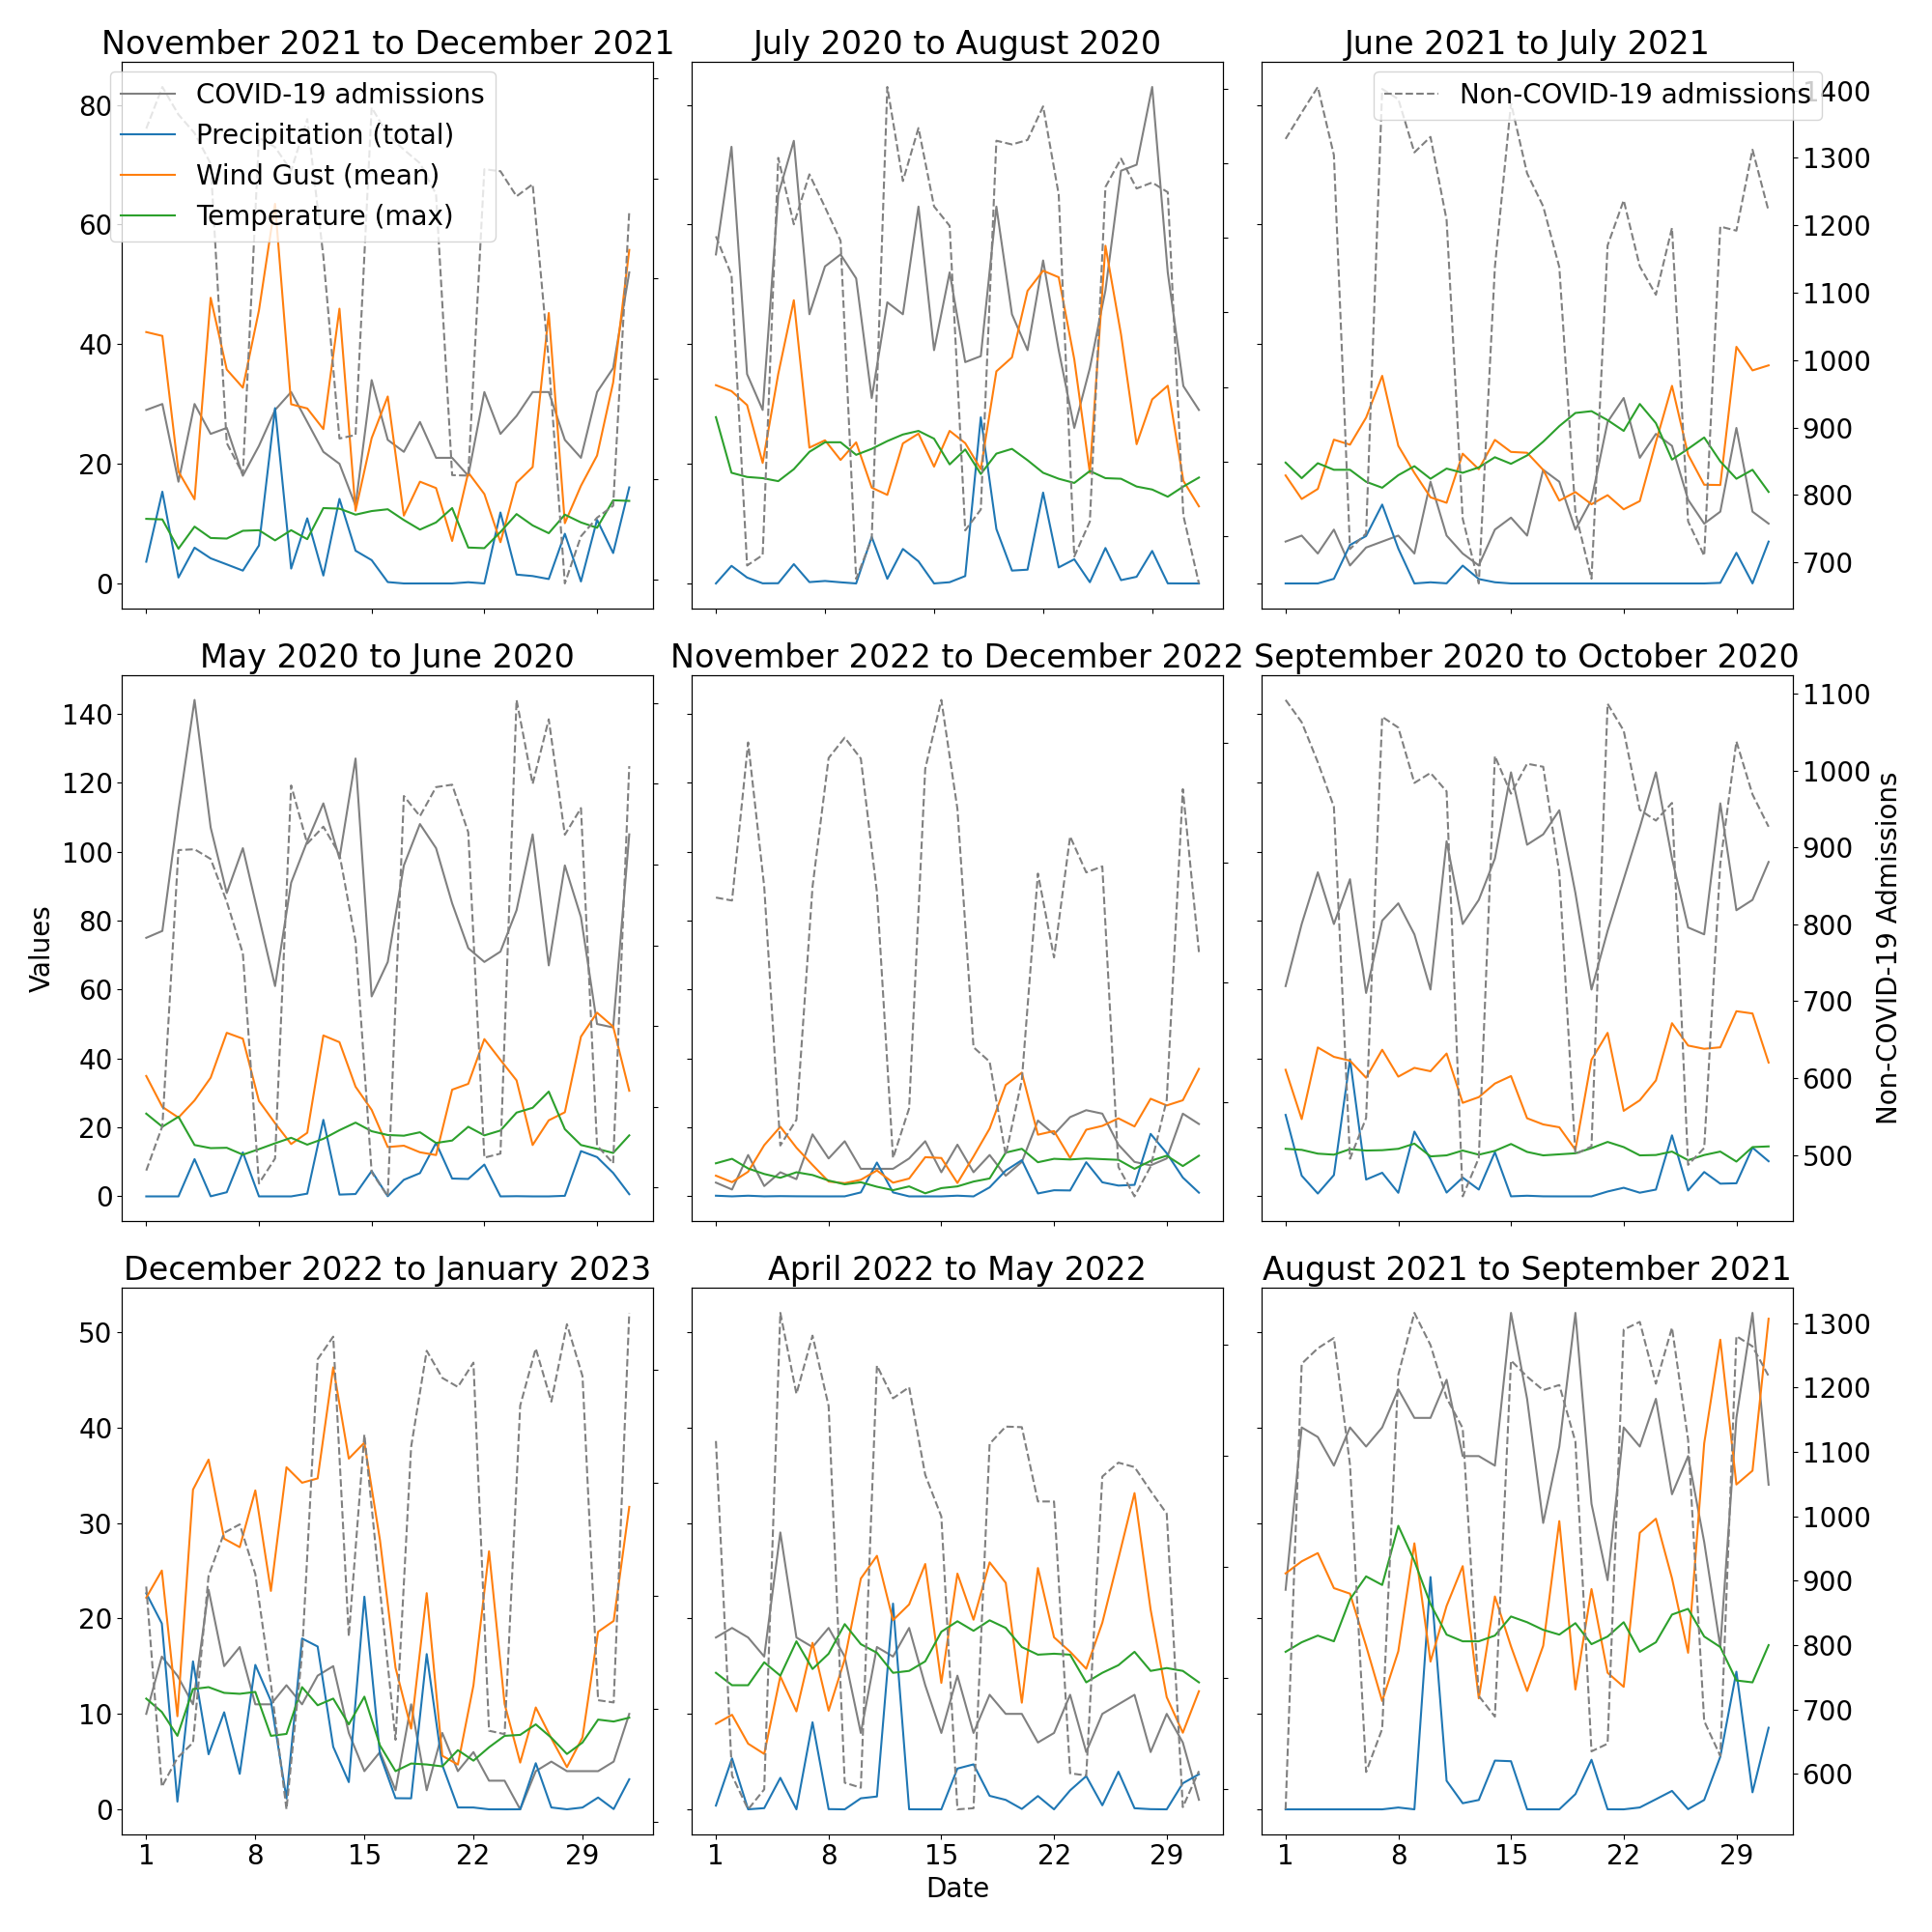 November 2021 to December 2021
July 2020 to August 2020
June 2021 to July 2021
COVID-19 admissions
Precipitation (total)
Wind Gust (mean)
Temperature (max)
Non-COVID-19 admissions
80
60
40
20
0
1400
1300
1200
1100
1000
900
800
700
May 2020 to June 2020
November 2022 to December 2022
September 2020 to October 2020
140
120
100
80
60
40
20
0
1100
1000
900
800
700
600
500
Values
Non-COVID-19 Admissions
December 2022 to January 2023
April 2022 to May 2022
August 2021 to September 2021
50
40
30
20
10
0
1300
1200
1100
1000
900
800
700
600
1 8 15 22 29
1 8 15 22 29
1 8 15 22 29
Date